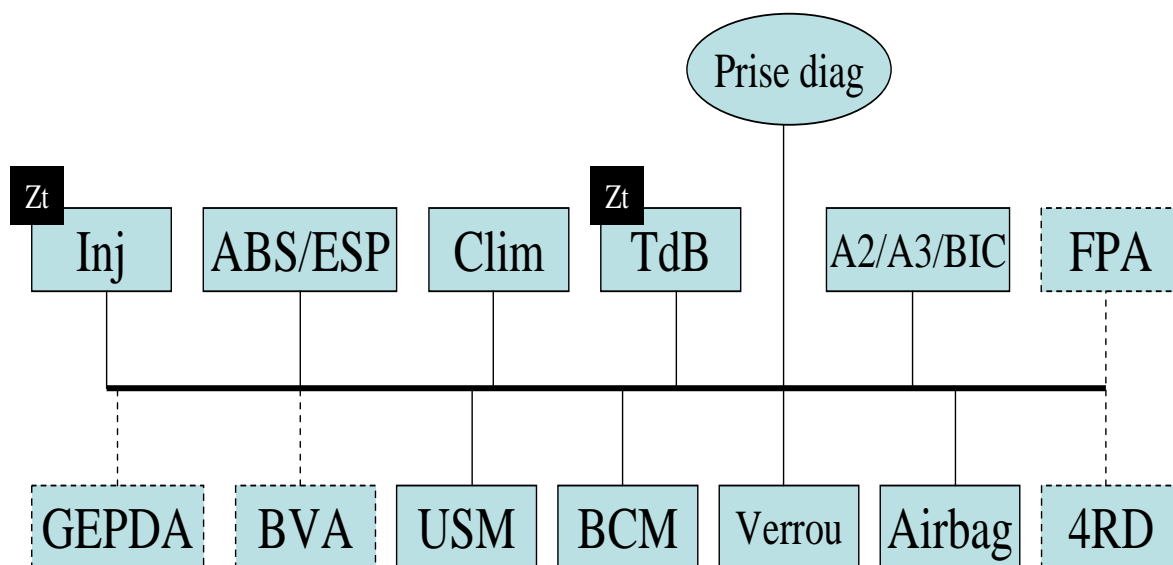 Prise diag
Zt
Zt
Inj
ABS/ESP
Clim
TdB
A2/A3/BIC
FPA
GEPDA
BVA
USM
BCM
Verrou
Airbag
4RD